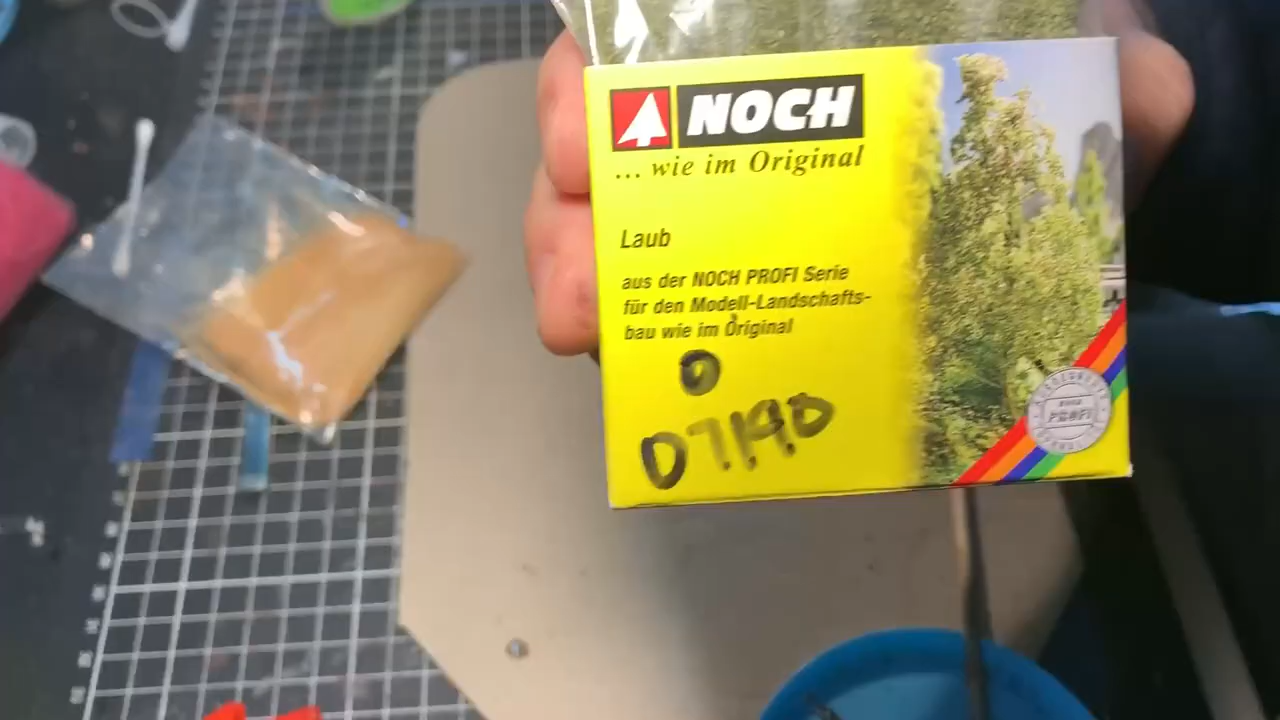 NOCH
... wie im Original
Laub
aus der NOCH PROFI Serie
für den Modell-Landschafts-
bau wie im Original
0
07190
PROFI